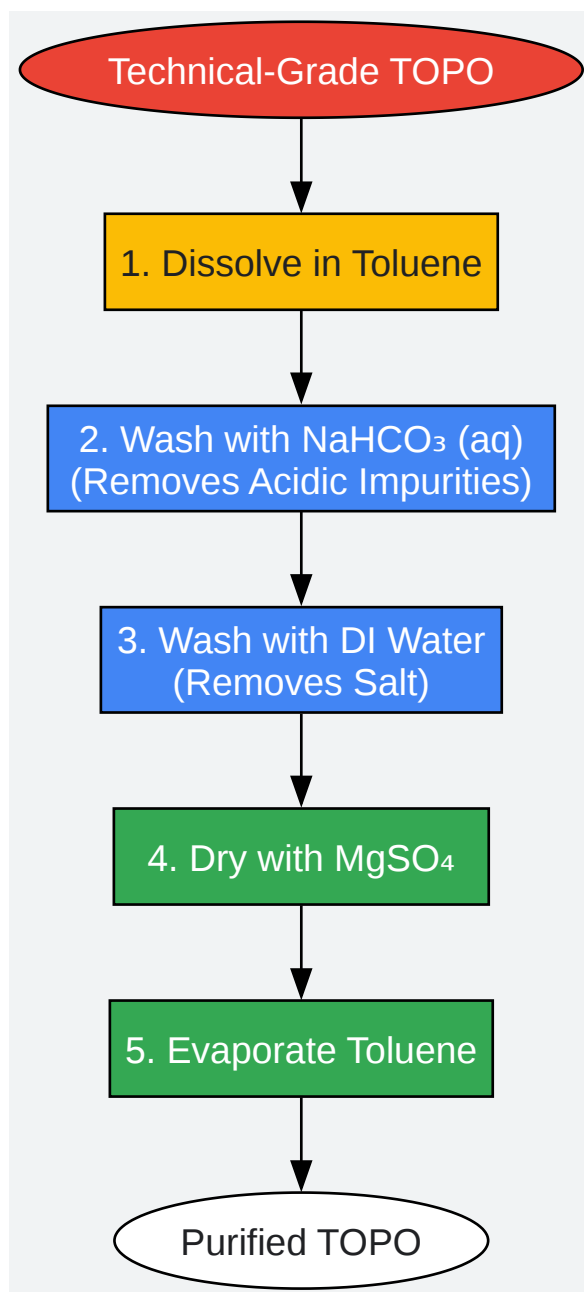 Technical-Grade TOPO
1. Dissolve in Toluene
2. Wash with NaHCO₃ (aq)
(Removes Acidic Impurities)
3. Wash with DI Water
(Removes Salt)
4. Dry with MgSO₄
5. Evaporate Toluene
Purified TOPO